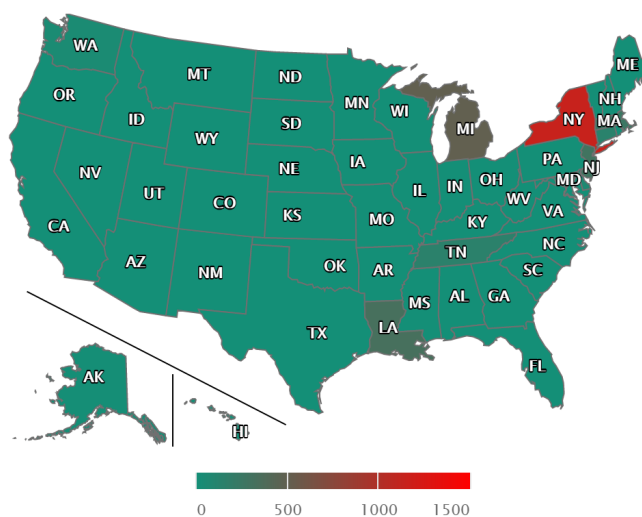 WA
MT
ND
ME
OR
MN
NH
ID
SD
WI
NY
MA
WY
MI
NE
IA
PA
NJ
NV
UT
CO
IL
IN
OH
MD
WV
VA
CA
KS
MO
KY
NC
AZ
NM
OK
AR
TN
SC
MS
AL
GA
TX
LA
FL
AK
HI
0 500 1000 1500